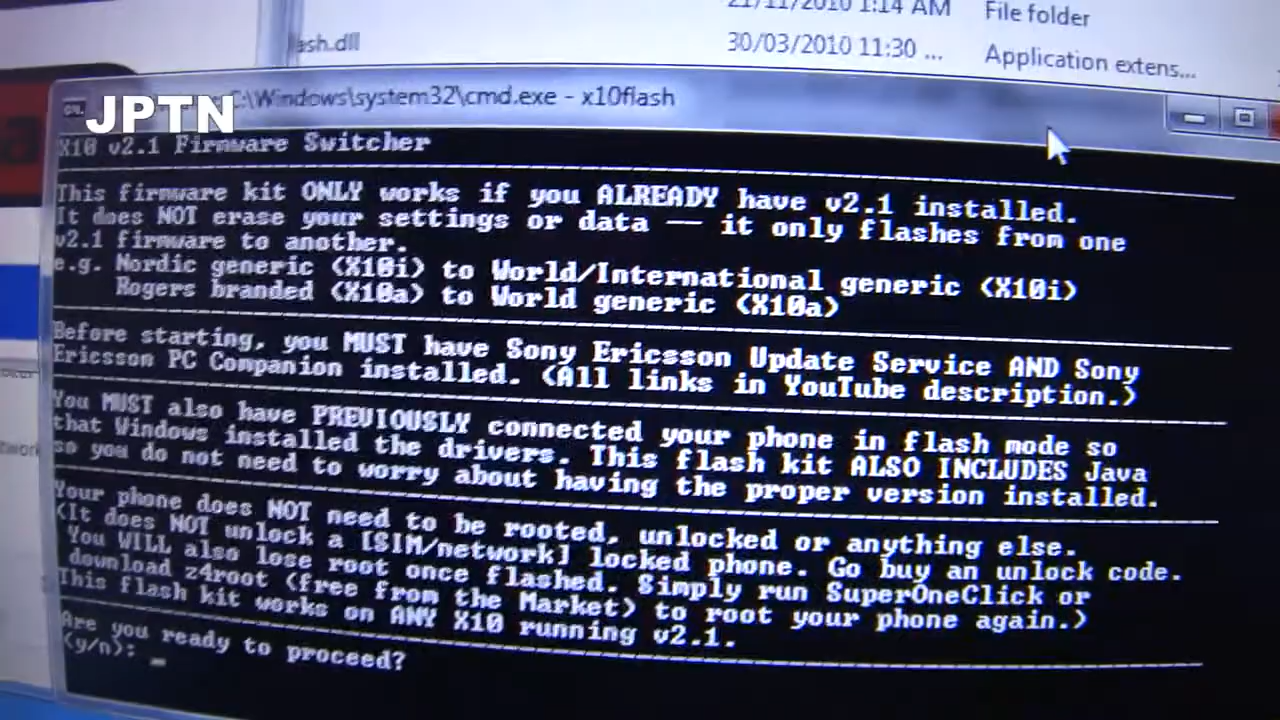 21/11/2010 1:14 AM File folder
ash.dll 30/03/2010 11:30 ... Application extens...
JPTN
C:\Windows\system32\cmd.exe - x10flash
X10 v2.1 Firmware Switcher
This firmware kit ONLY works if you ALREADY have v2.1 installed.
It does NOT erase your settings or data — it only flashes from one
v2.1 firmware to another.
e.g. Nordic generic (X10i) to World/International generic (X10i)
Rogers branded (X10a) to World generic (X10a)
Before starting, you MUST have Sony Ericsson Update Service AND Sony
Ericsson PC Companion installed. (All links in YouTube description.)
You MUST also have PREVIOUSLY connected your phone in flash mode so
that Windows installed the drivers. This flash kit ALSO INCLUDES Java
so you do not need to worry about having the proper version installed.
Your phone does NOT need to be rooted, unlocked or anything else.
(It does NOT unlock a [SIM/network] locked phone. Go buy an unlock code.
You WILL also lose root once flashed. Simply run SuperOneClick or
download z4root (free from the Market) to root your phone again.)
This flash kit works on ANY X10 running v2.1.
Are you ready to proceed?
(y/n): _